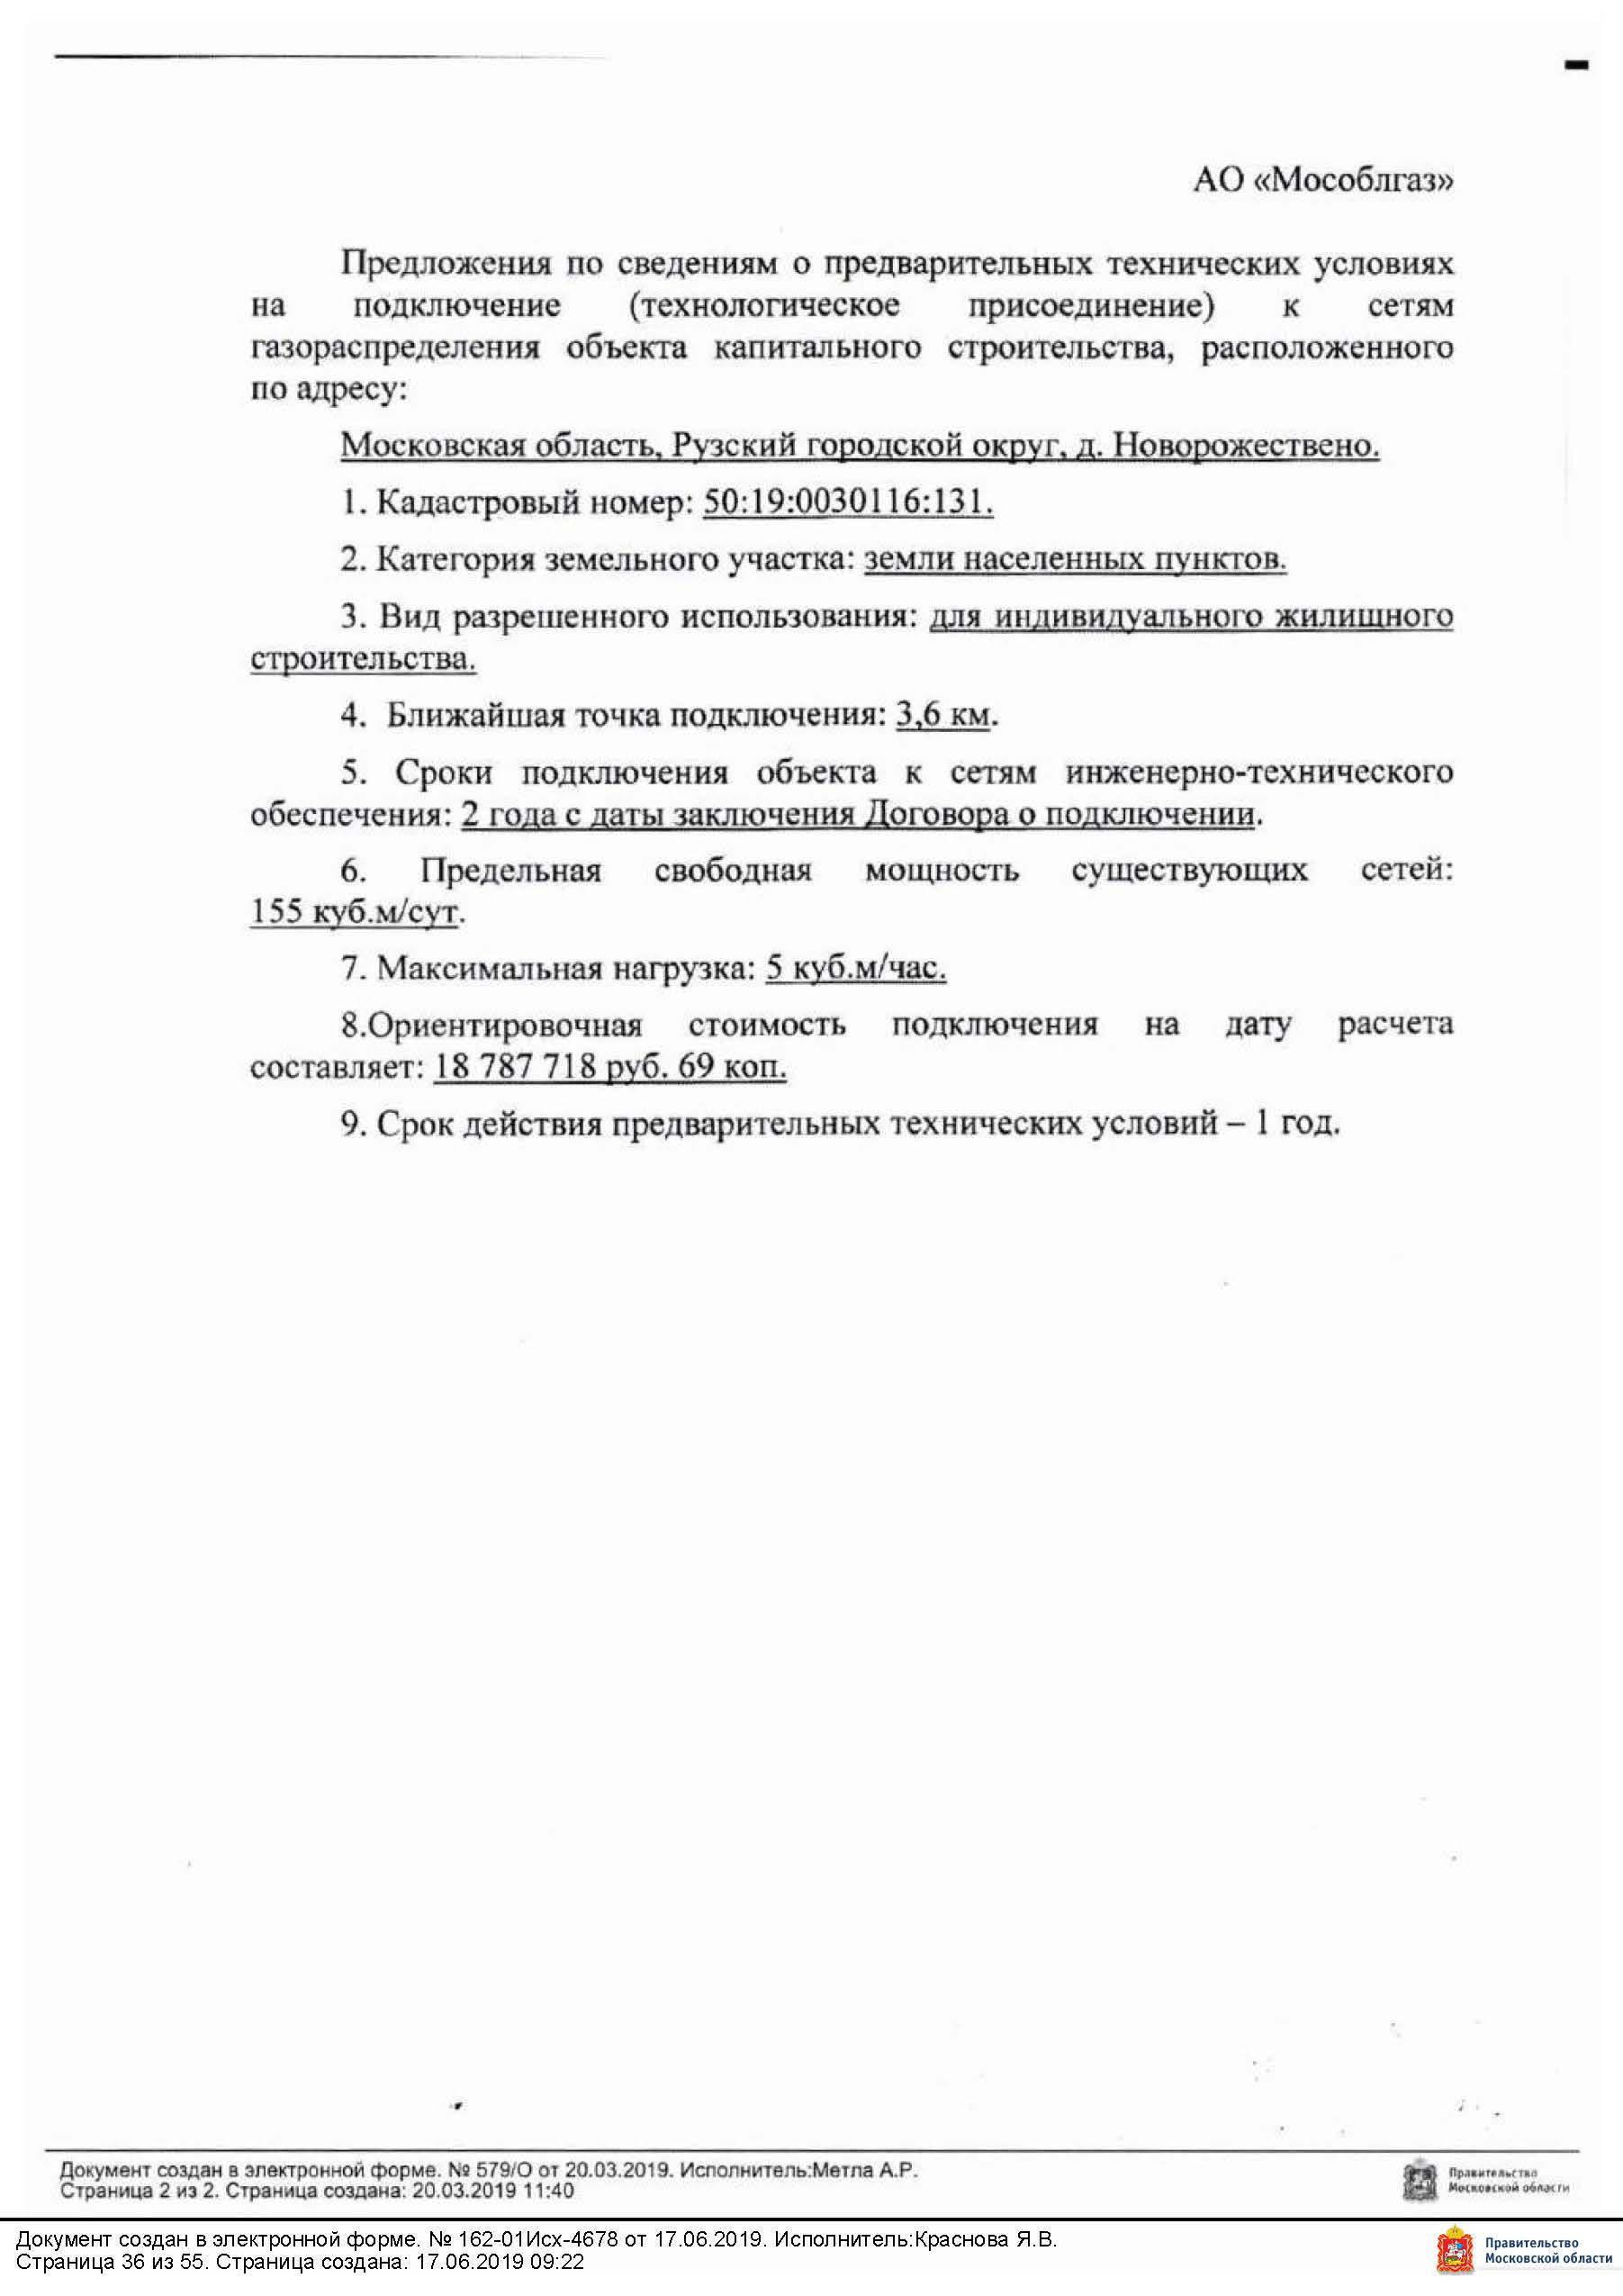 АО «Мособлгаз»
Предложения по сведениям о предварительных технических условиях
на подключение (технологическое присоединение) к сетям
газораспределения объекта капитального строительства, расположенного
по адресу:
Московская область, Рузский городской округ, д. Новорожествено.
1. Кадастровый номер: 50:19:0030116:131.
2. Категория земельного участка: земли населенных пунктов.
3. Вид разрешенного использования: для индивидуального жилищного
строительства.
4. Ближайшая точка подключения: 3,6 км.
5. Сроки подключения объекта к сетям инженерно-технического
обеспечения: 2 года с даты заключения Договора о подключении.
6. Предельная свободная мощность существующих сетей:
155 куб.м/сут.
7. Максимальная нагрузка: 5 куб.м/час.
8.Ориентировочная стоимость подключения на дату расчета
составляет: 18 787 718 руб. 69 коп.
9. Срок действия предварительных технических условий – 1 год.
Документ создан в электронной форме. № 579/О от 20.03.2019. Исполнитель:Метла А.Р.
Страница 2 из 2. Страница создана: 20.03.2019 11:40
Правительство
Московской области
Документ создан в электронной форме. № 162-01Исх-4678 от 17.06.2019. Исполнитель:Краснова Я.В.
Страница 36 из 55. Страница создана: 17.06.2019 09:22
Правительство
Московской области